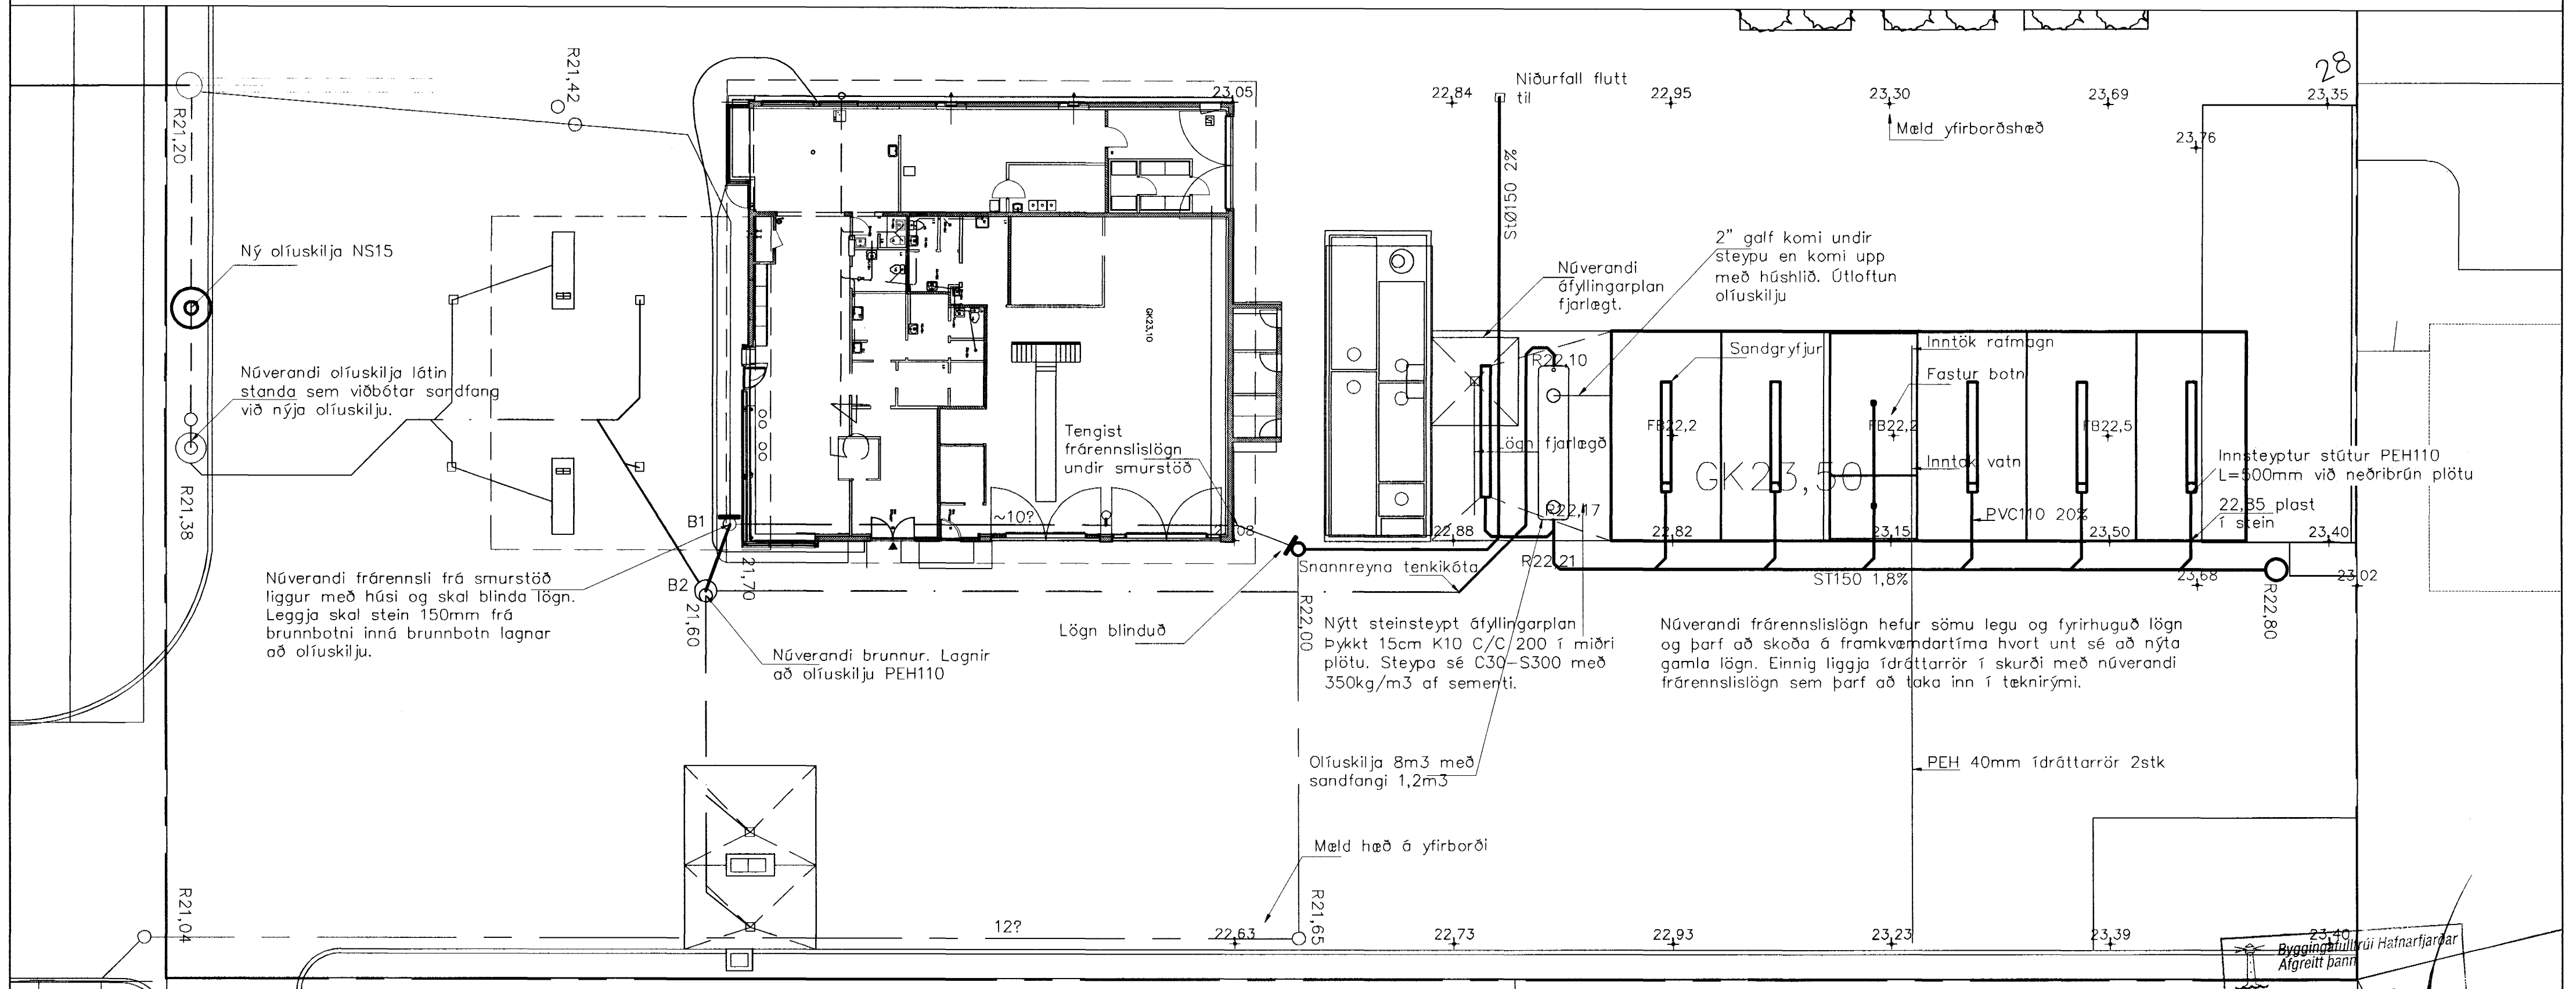 28
R21,42
R21,20
23,05
22,84
Niðurfall flutt
til
22,95
23,30
23,69
23,35
Mæld yfirborðshæð
23,76
StØ150 2%
Ný olíuskilja NS15
Núverandi
áfyllingarplan
fjarlægt.
2" galf komi undir
steypu en komi upp
með húshlið. Útloftun
olíuskilju
GK23,10
R22,10
Sandgryfjur
Inntök rafmagn
Fastur botn
Núverandi olíuskilja látin
standa sem viðbótar sandfang
við nýja olíuskilju.
Tengist
frárennslislögn
undir smurstöð
Lögn fjarlægð
FB22,2
FB22,2
FB22,5
GK23,50
Inntak vatn
Innsteyptur stútur PEH110
L=500mm við neðribrún plötu
R21,38
B1
~10?
R22,17
PVC110 20%
22,85 plast
í stein
22,88
22,82
23,15
23,50
23,40
Snannreyna tenkikóta
R22,21
ST150 1,8%
23,68
23,02
Núverandi frárennsli frá smurstöð
liggur með húsi og skal blinda lögn.
Leggja skal stein 150mm frá
brunnbotni inná brunnbotn lagnar
að olíuskilju.
21,70
B2
21,60
Núverandi brunnur. Lagnir
að olíuskilju PEH110
Lögn blinduð
R22,00
R22,80
Nýtt steinsteypt áfyllingarplan
Þykkt 15cm K10 C/C 200 í miðri
plötu. Steypa sé C30-S300 með
350kg/m3 af sementi.
Núverandi frárennslislögn hefur sömu legu og fyrirhuguð lögn
og þarf að skoða á framkvæmdartíma hvort unt sé að nýta
gamla lögn. Einnig liggja ídráttarrör í skurði með núverandi
frárennslislögn sem þarf að taka inn í tæknirými.
Olíuskilja 8m3 með
sandfangi 1,2m3
PEH 40mm ídráttarrör 2stk
Mæld hæð á yfirborði
R21,04
12?
R21,65
22,63
22,73
22,93
23,23
23,39
23,40
Byggingafulltrúi Hafnarfjarðar
Afgreitt þann